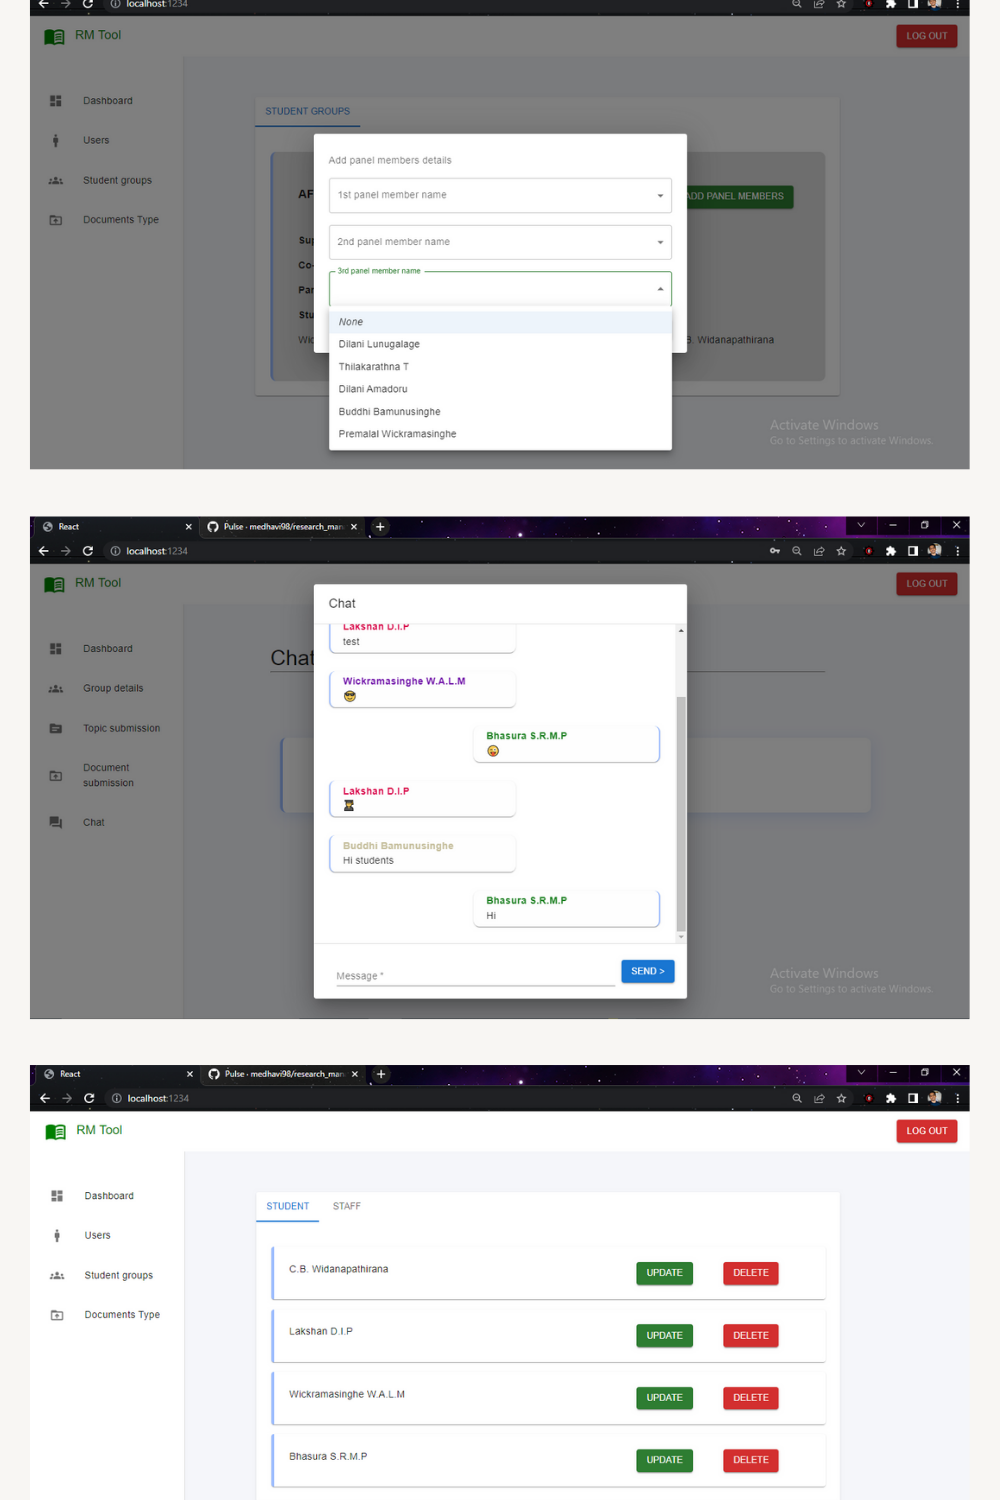 localhost:1234
RM Tool
LOG OUT
Dashboard
Users
Student groups
Documents Type
STUDENT GROUPS
Add panel members details
AF
1st panel member name
ADD PANEL MEMBERS
2nd panel member name
Sup
Co-
3rd panel member name
Par
Stu
None
Wic
B. Widanapathirana
Dilani Lunugalage
Thilakarathna T
Dilani Amadoru
Buddhi Bamunusinghe
Premalal Wickramasinghe
Activate Windows
Go to Settings to activate Windows.
React
Pulse · medhavi98/research_man
localhost:1234
RM Tool
LOG OUT
Dashboard
Group details
Topic submission
Document
submission
Chat
Chat
Chat
Lakshan D.I.P
test
Wickramasinghe W.A.L.M
Bhasura S.R.M.P
Lakshan D.I.P
Buddhi Bamunusinghe
Hi students
Bhasura S.R.M.P
Hi
Message *
SEND >
Activate Windows
Go to Settings to activate Windows.
React
Pulse · medhavi98/research_man
localhost:1234
RM Tool
LOG OUT
Dashboard
Users
Student groups
Documents Type
STUDENT STAFF
C.B. Widanapathirana UPDATE DELETE
Lakshan D.I.P UPDATE DELETE
Wickramasinghe W.A.L.M UPDATE DELETE
Bhasura S.R.M.P UPDATE DELETE